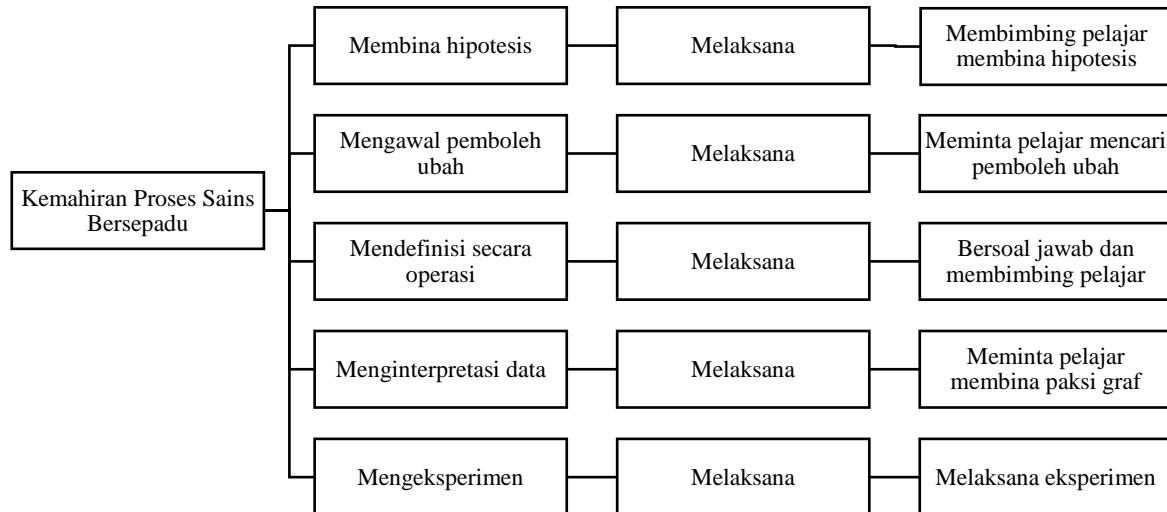 Membina hipotesis
Melaksana
Membimbing pelajar
membina hipotesis
Mengawal pemboleh
ubah
Melaksana
Meminta pelajar mencari
pemboleh ubah
Kemahiran Proses Sains
Bersepadu
Mendefinisi secara
operasi
Melaksana
Bersoal jawab dan
membimbing pelajar
Menginterpretasi data
Melaksana
Meminta pelajar
membina paksi graf
Mengeksperimen
Melaksana
Melaksana eksperimen